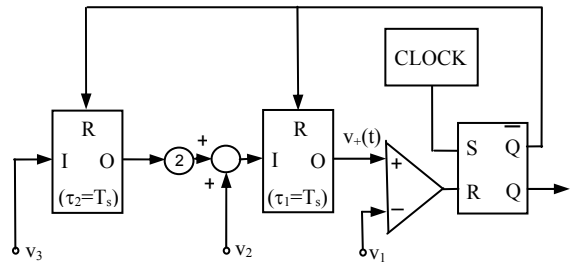 CLOCK
R
I O
(τ₂=Tₛ)
2
+
+
R
I O
(τ₁=Tₛ)
v₊(t)
+
−
S Q̅
R Q
v₃
v₂
v₁